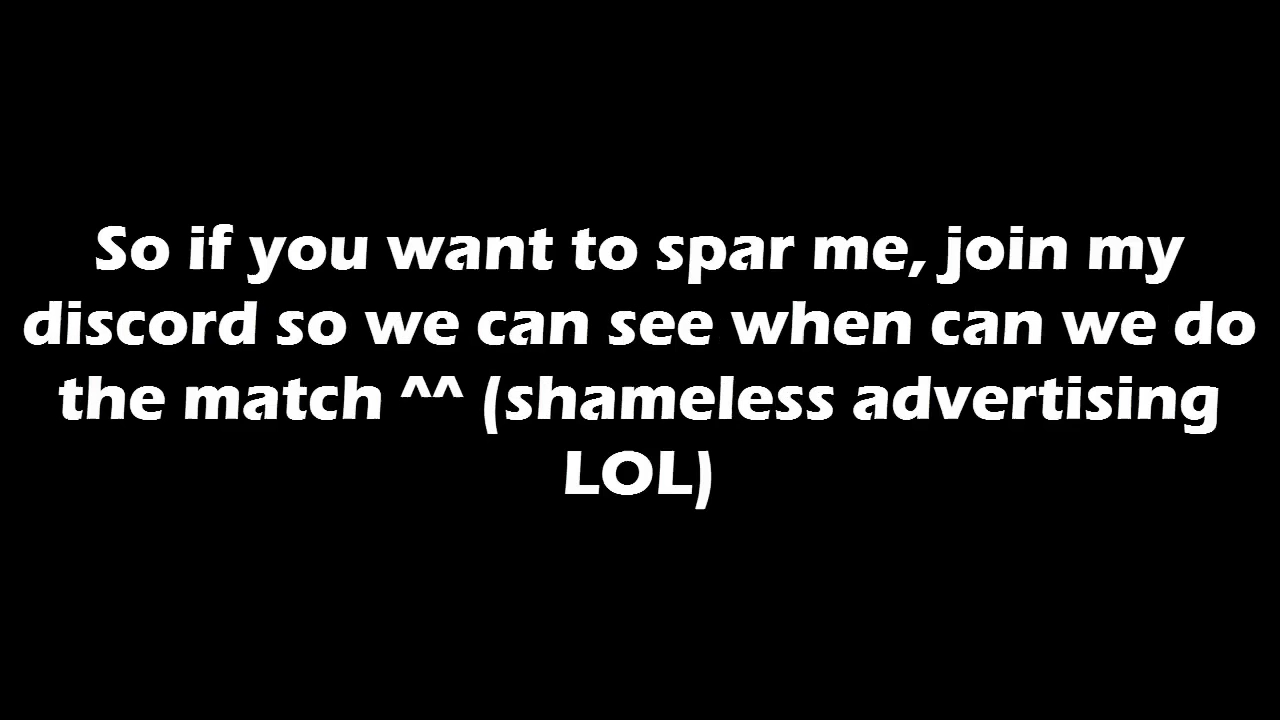 So if you want to spar me, join my
discord so we can see when can we do
the match ^^ (shameless advertising
LOL)